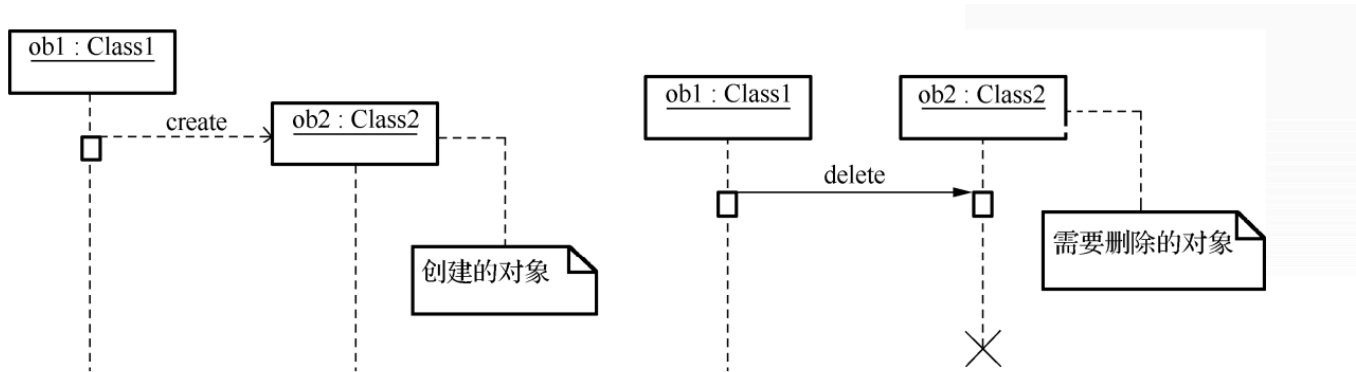 ob1 : Class1
create
ob2 : Class2
创建的对象
ob1 : Class1
ob2 : Class2
delete
需要删除的对象